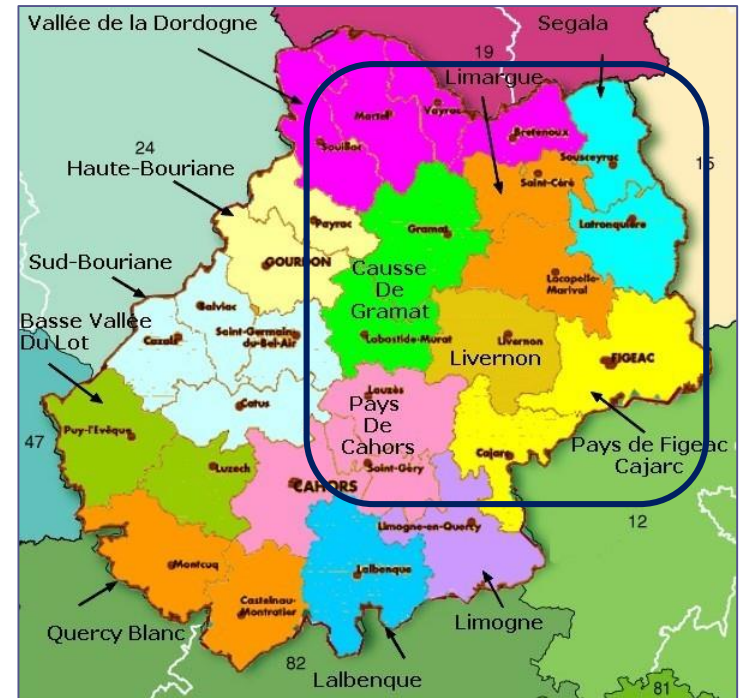 Vallée de la Dordogne
Segala
19
Limargue
Vayrac
Martel
Bretenoux
Souillac
24
Sousceyrac
15
Haute-Bouriane
Saint-Céré
Payrac
Gramat
Latronquière
GOURDON
Sud-Bouriane
Causse
De
Gramat
Lacapelle-
Marival
Salviac
Basse Vallée
Du Lot
Cazals
Saint-Germain-
du-Bel-Air
Labastide-Murat
Livernon
Livernon
FIGEAC
Lauzès
Pays
De
Cahors
Catus
Puy-l'Evêque
47
Pays de Figeac
Cajarc
Cajarc
Luzech
Saint-Géry
CAHORS
12
Limogne-en-Quercy
Montcuq
Lalbenque
Castelnau-
Montratier
Quercy Blanc
Limogne
82
Lalbenque
81